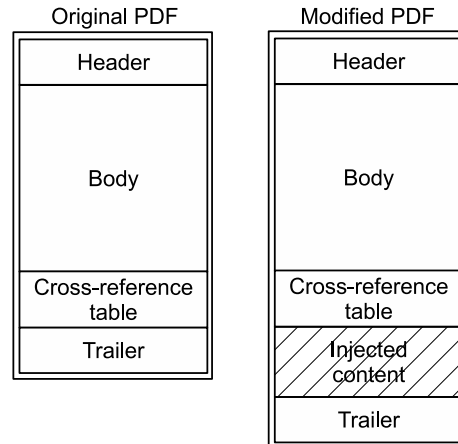 Original PDF
Header
Body
Cross-reference
table
Trailer
Modified PDF
Header
Body
Cross-reference
table
Injected
content
Trailer